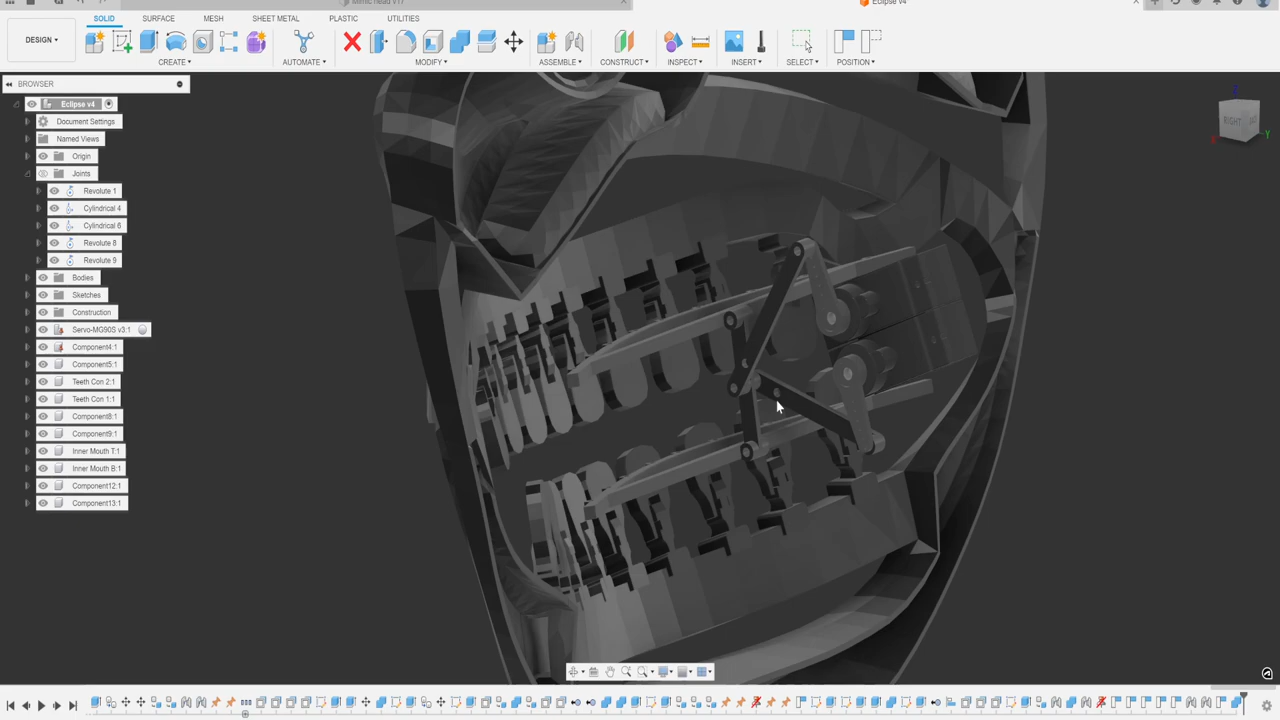 Mimic head v17
Eclipse v4
DESIGN
SOLID SURFACE MESH SHEET METAL PLASTIC UTILITIES
CREATE AUTOMATE MODIFY ASSEMBLE CONSTRUCT INSPECT INSERT SELECT POSITION
BROWSER
Eclipse v4
Document Settings
Named Views
Origin
Joints
Revolute 1
Cylindrical 4
Cylindrical 6
Revolute 8
Revolute 9
Bodies
Sketches
Construction
Servo-MG90S v3:1
Component4:1
Component5:1
Teeth Con 2:1
Teeth Con 1:1
Component8:1
Component9:1
Inner Mouth T:1
Inner Mouth B:1
Component12:1
Component13:1
Z
RIGHT
X
Y